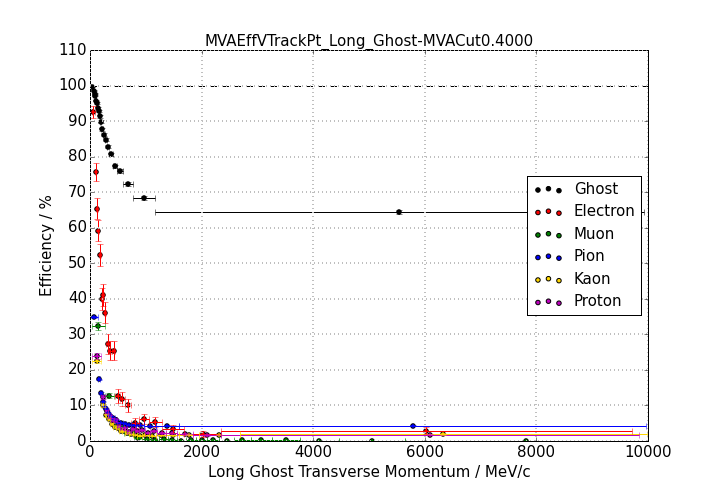 MVAEffVTrackPt_Long_Ghost-MVACut0.4000
110
100
90
80
70
60
50
40
30
20
10
0
Efficiency / %
Ghost
Electron
Muon
Pion
Kaon
Proton
0 2000 4000 6000 8000 10000
Long Ghost Transverse Momentum / MeV/c